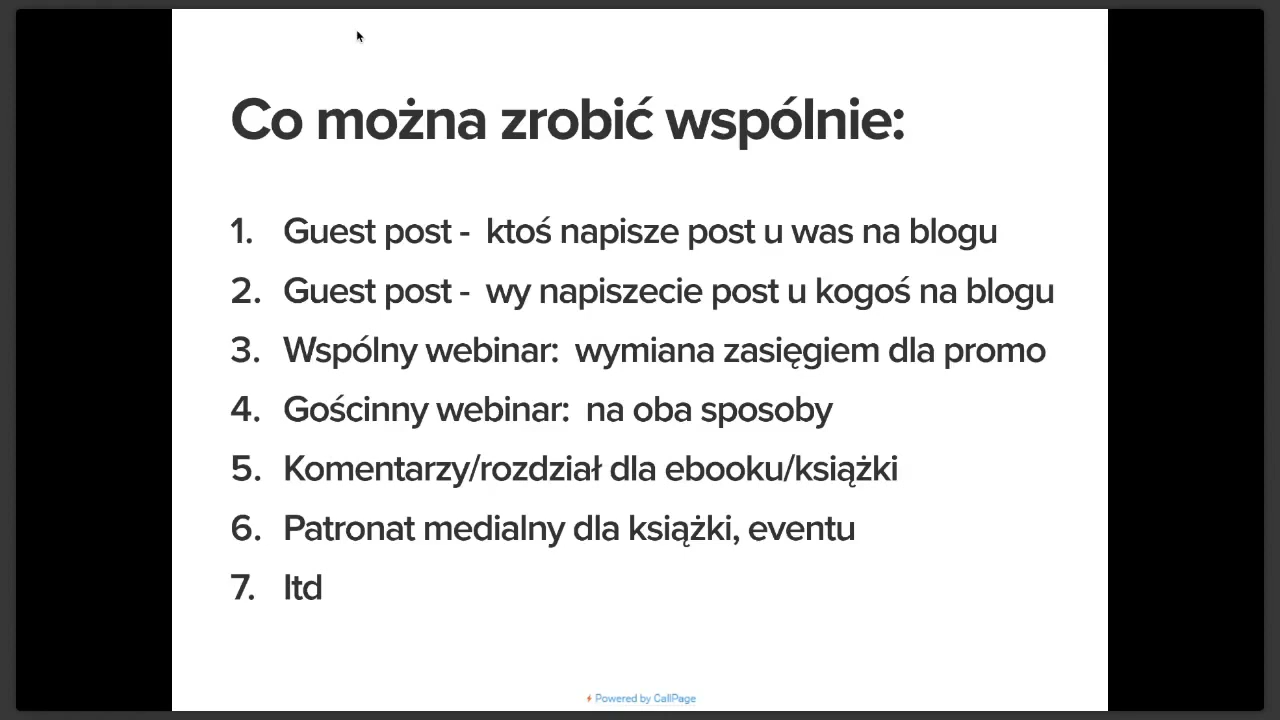 Co można zrobić wspólnie:
1. Guest post - ktoś napisze post u was na blogu
2. Guest post - wy napiszecie post u kogoś na blogu
3. Wspólny webinar: wymiana zasięgiem dla promo
4. Gościnny webinar: na oba sposoby
5. Komentarzy/rozdział dla ebooku/książki
6. Patronat medialny dla książki, eventu
7. Itd
Powered by CallPage